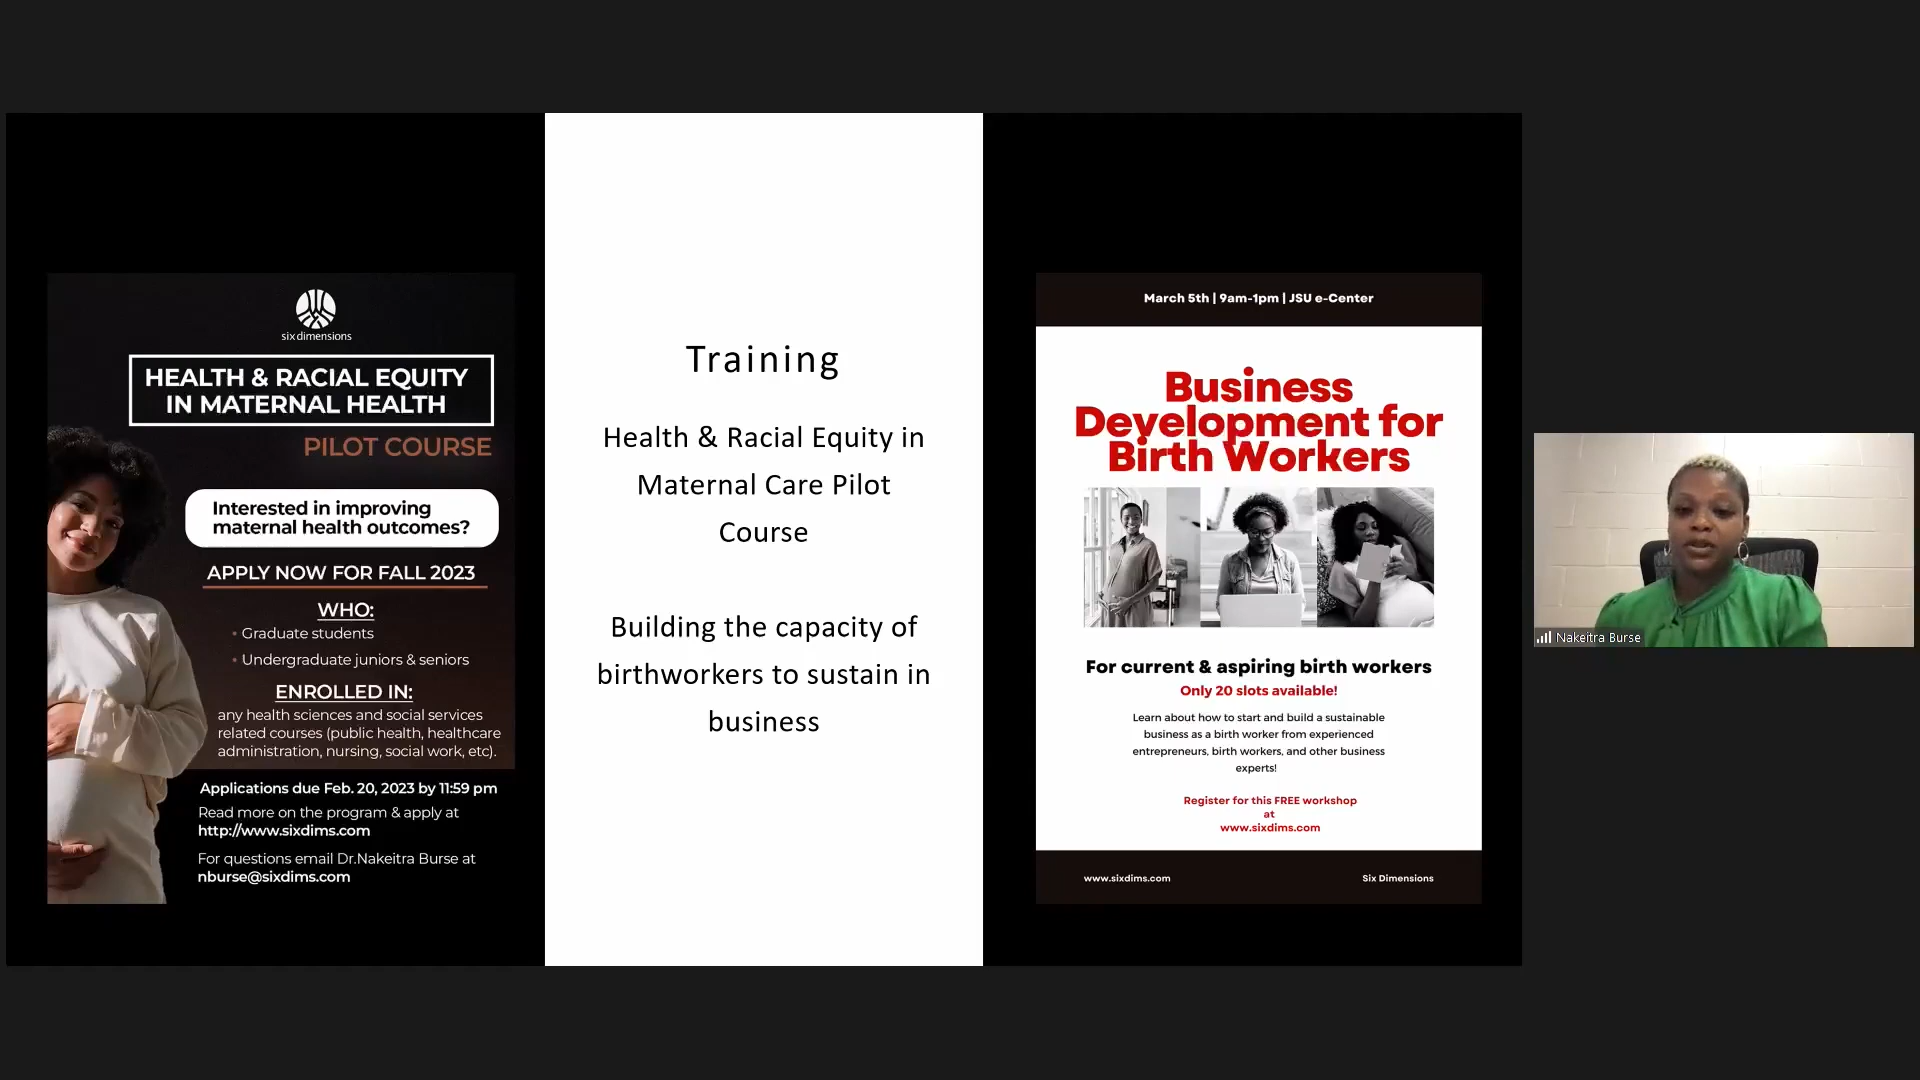 six dimensions
HEALTH & RACIAL EQUITY
IN MATERNAL HEALTH
PILOT COURSE
Interested in improving
maternal health outcomes?
APPLY NOW FOR FALL 2023
WHO:
• Graduate students
• Undergraduate juniors & seniors
ENROLLED IN:
any health sciences and social services
related courses (public health, healthcare
administration, nursing, social work, etc).
Applications due Feb. 20, 2023 by 11:59 pm
Read more on the program & apply at
http://www.sixdims.com
For questions email Dr.Nakeitra Burse at
nburse@sixdims.com
Training
Health & Racial Equity in
Maternal Care Pilot
Course
Building the capacity of
birthworkers to sustain in
business
March 5th | 9am-1pm | JSU e-Center
Business
Development for
Birth Workers
For current & aspiring birth workers
Only 20 slots available!
Learn about how to start and build a sustainable
business as a birth worker from experienced
entrepreneurs, birth workers, and other business
experts!
Register for this FREE workshop
at
www.sixdims.com
www.sixdims.com
Six Dimensions
Nakeitra Burse